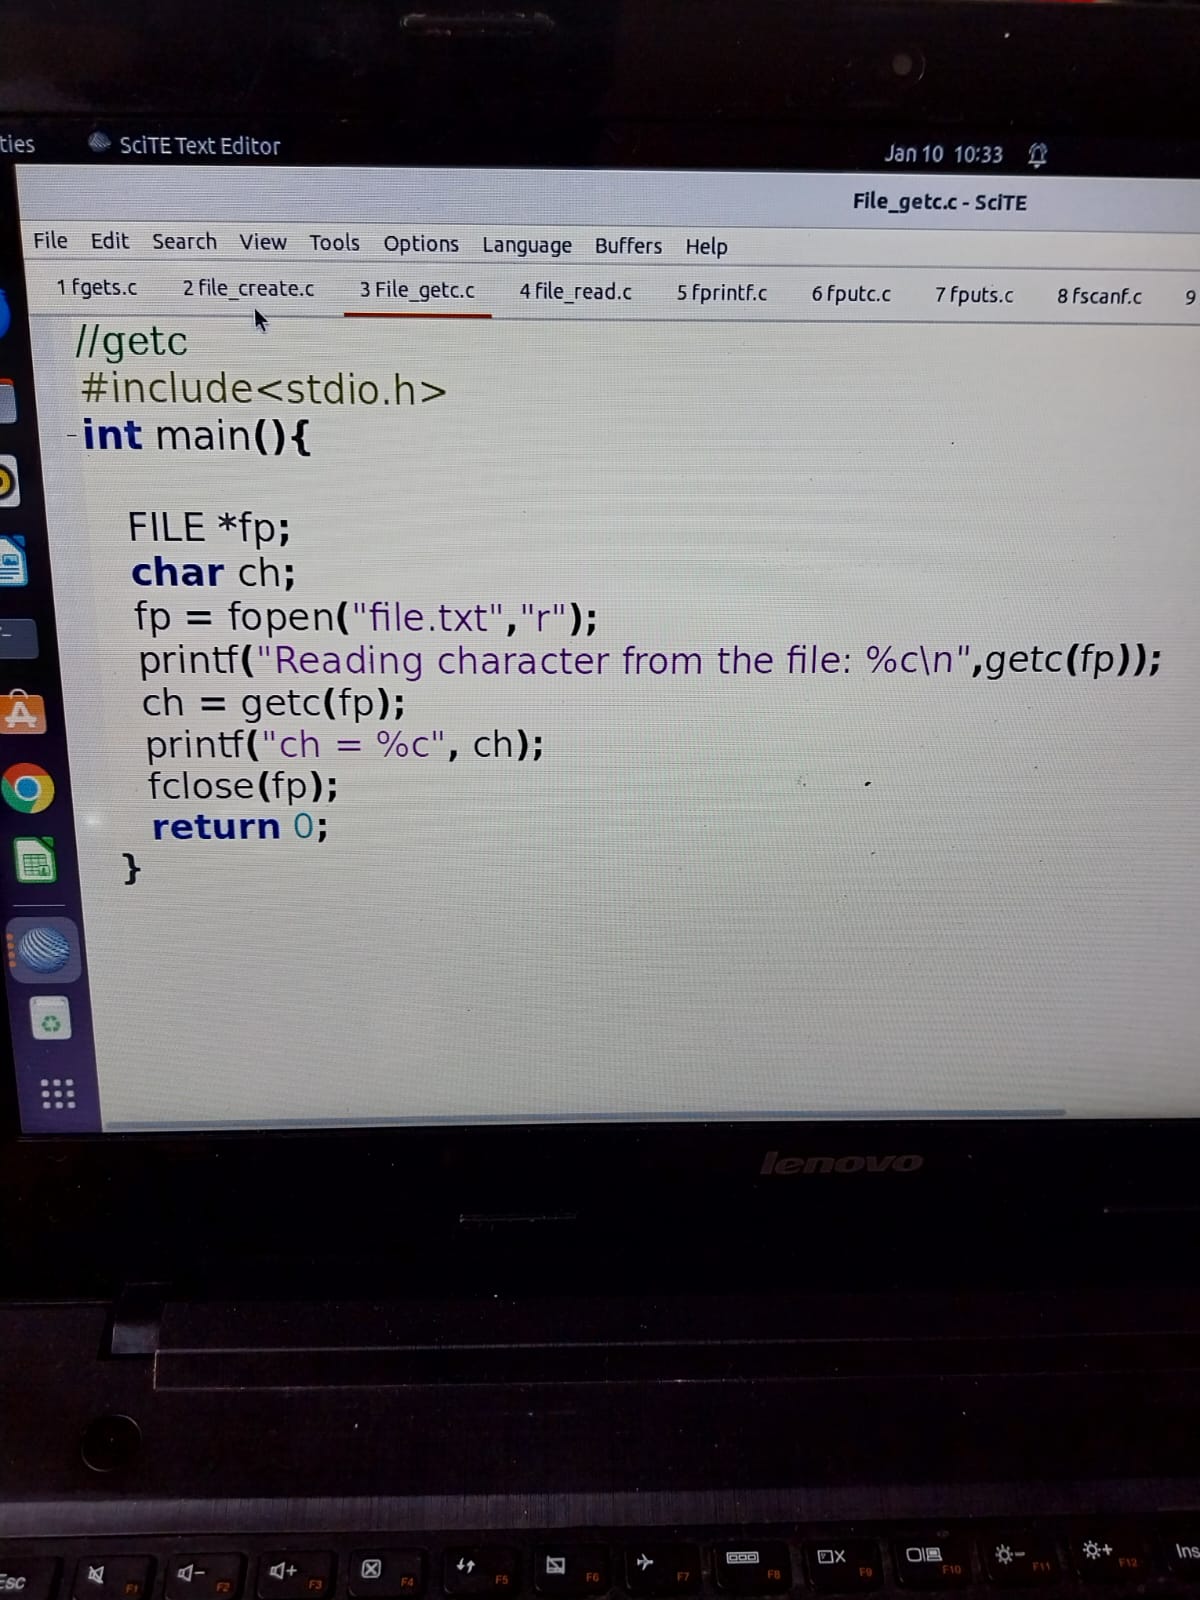 ties SciTE Text Editor Jan 10 10:33
File_getc.c - SciTE
File Edit Search View Tools Options Language Buffers Help
1 fgets.c 2 file_create.c 3 File_getc.c 4 file_read.c 5 fprintf.c 6 fputc.c 7 fputs.c 8 fscanf.c 9
//getc
#include<stdio.h>
int main(){
FILE *fp;
char ch;
fp = fopen("file.txt","r");
printf("Reading character from the file: %c\n",getc(fp));
ch = getc(fp);
printf("ch = %c", ch);
fclose(fp);
return 0;
}
lenovo
Esc F1 F2 F3 F4 F5 F6 F7 F8 F9 F10 F11 F12 Ins